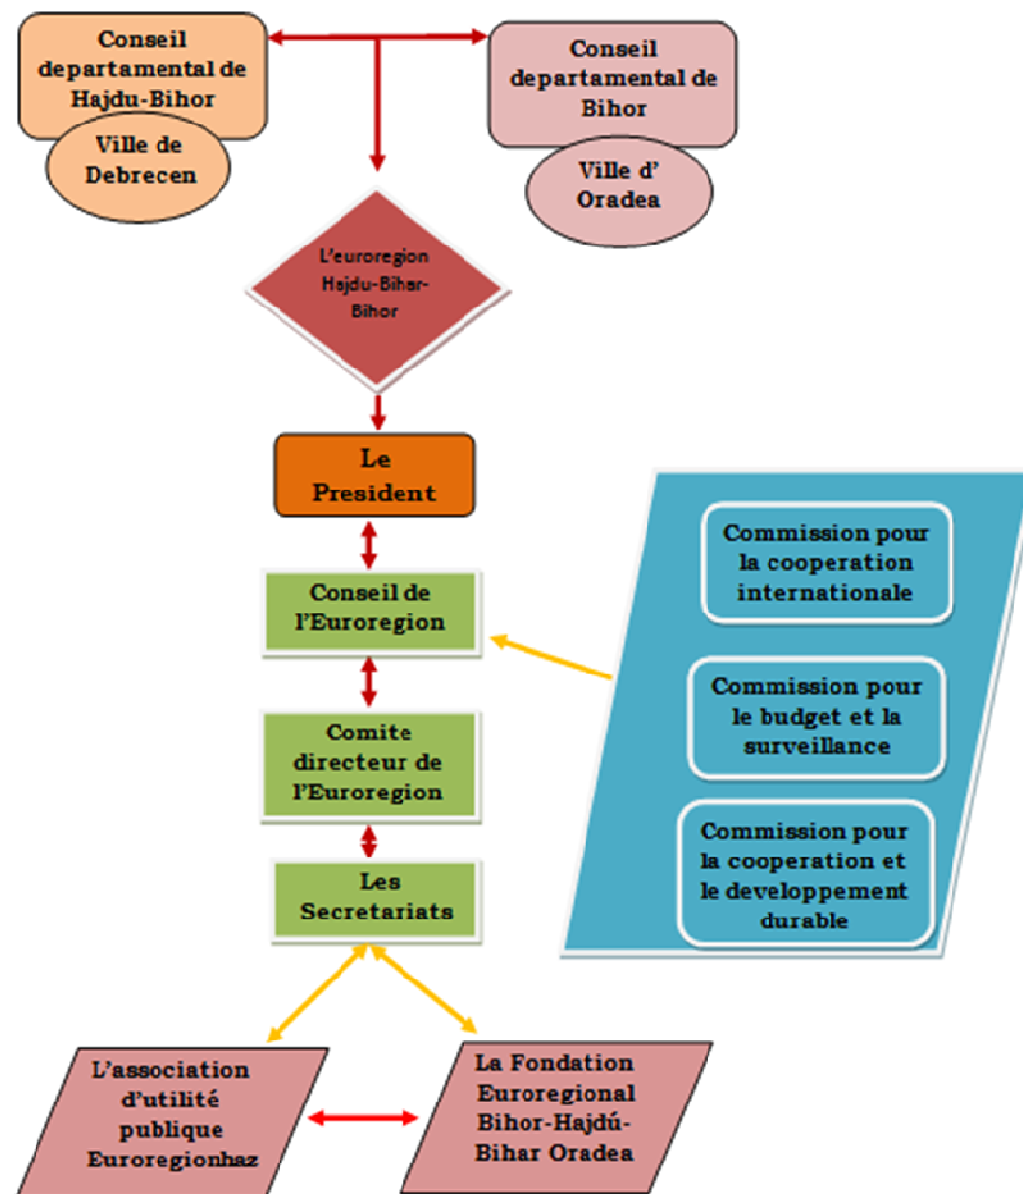 Conseil
departamental de
Hajdu-Bihor
Ville de
Debrecen
Conseil
departamental de
Bihor
Ville d'
Oradea
L'euroregion
Hajdu-Bihar-
Bihor
Le
President
Conseil de
l'Euroregion
Comite
directeur de
l'Euroregion
Les
Secretariats
Commission pour
la cooperation
internationale
Commission pour
le budget et la
surveillance
Commission pour
la cooperation et
le developpement
durable
L'association
d'utilité
publique
Euroregionhaz
La Fondation
Euroregional
Bihor-Hajdú-
Bihar Oradea